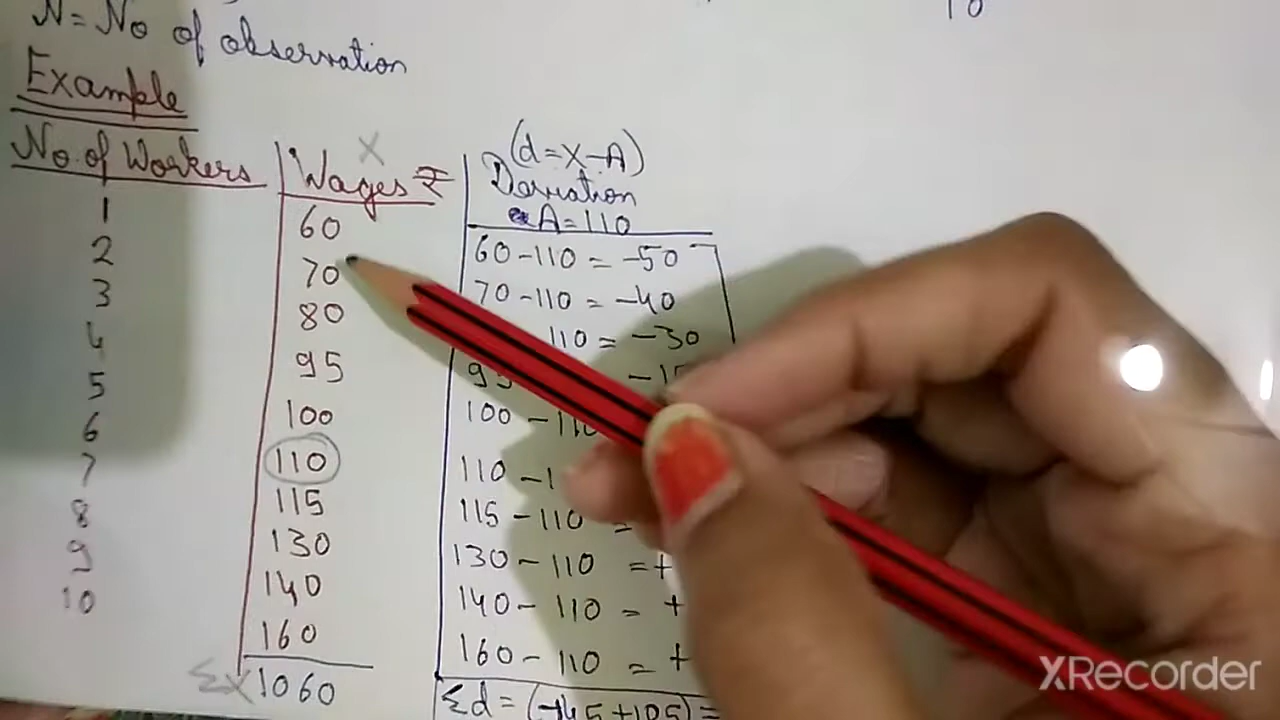 10
N = No of observation
Example
No. of Workers | Wages ₹ X | (d = X - A) Deviation A = 110
1 60 60 - 110 = -50
2 70 70 - 110 = -40
3 80 110 = -30
4 95 95 -15
5 100 100 - 110
6 110 110 - 1
7 115 115 - 110 =
8 130 130 - 110 = +
9 140 140 - 110 = +
10 160 160 - 110 = +
ΣX 1060 Σd = (-145 + 105) =
XRecorder